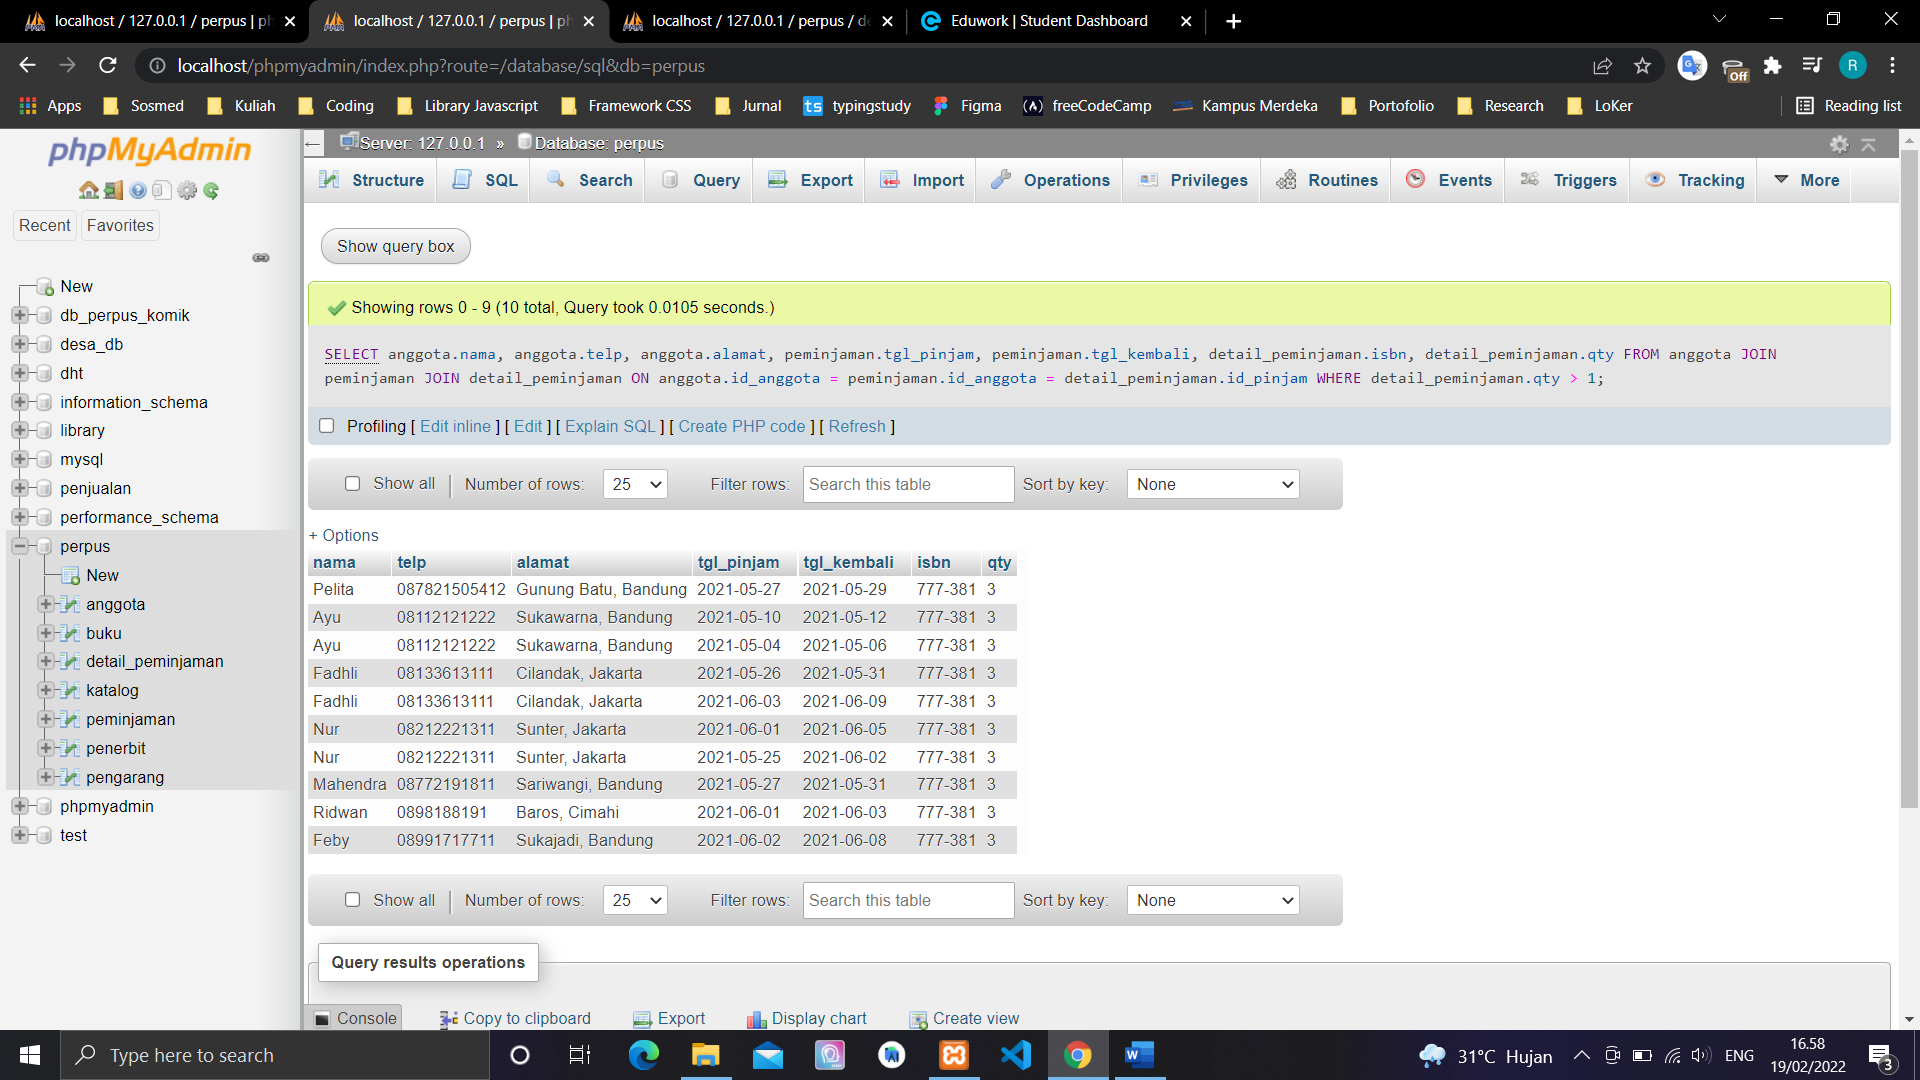 localhost / 127.0.0.1 / perpus | ph
localhost / 127.0.0.1 / perpus | ph
localhost / 127.0.0.1 / perpus / de
Eduwork | Student Dashboard
localhost/phpmyadmin/index.php?route=/database/sql&db=perpus
Off
R
Apps
Sosmed
Kuliah
Coding
Library Javascript
Framework CSS
Jurnal
ts typingstudy
Figma
(Λ) freeCodeCamp
Kampus Merdeka
Portofolio
Research
LoKer
Reading list
phpMyAdmin
Recent
Favorites
New
db_perpus_komik
desa_db
dht
information_schema
library
mysql
penjualan
performance_schema
perpus
New
anggota
buku
detail_peminjaman
katalog
peminjaman
penerbit
pengarang
phpmyadmin
test
Server: 127.0.0.1 » Database: perpus
Structure
SQL
Search
Query
Export
Import
Operations
Privileges
Routines
Events
Triggers
Tracking
More
Show query box
Showing rows 0 - 9 (10 total, Query took 0.0105 seconds.)
SELECT anggota.nama, anggota.telp, anggota.alamat, peminjaman.tgl_pinjam, peminjaman.tgl_kembali, detail_peminjaman.isbn, detail_peminjaman.qty FROM anggota JOIN
peminjaman JOIN detail_peminjaman ON anggota.id_anggota = peminjaman.id_anggota = detail_peminjaman.id_pinjam WHERE detail_peminjaman.qty > 1;
Profiling [ Edit inline ] [ Edit ] [ Explain SQL ] [ Create PHP code ] [ Refresh ]
Show all | Number of rows: 25 Filter rows: Search this table Sort by key: None
+ Options
nama telp alamat tgl_pinjam tgl_kembali isbn qty
Pelita 087821505412 Gunung Batu, Bandung 2021-05-27 2021-05-29 777-381 3
Ayu 08112121222 Sukawarna, Bandung 2021-05-10 2021-05-12 777-381 3
Ayu 08112121222 Sukawarna, Bandung 2021-05-04 2021-05-06 777-381 3
Fadhli 08133613111 Cilandak, Jakarta 2021-05-26 2021-05-31 777-381 3
Fadhli 08133613111 Cilandak, Jakarta 2021-06-03 2021-06-09 777-381 3
Nur 08212221311 Sunter, Jakarta 2021-06-01 2021-06-05 777-381 3
Nur 08212221311 Sunter, Jakarta 2021-05-25 2021-06-02 777-381 3
Mahendra 08772191811 Sariwangi, Bandung 2021-05-27 2021-05-31 777-381 3
Ridwan 0898188191 Baros, Cimahi 2021-06-01 2021-06-03 777-381 3
Feby 08991717711 Sukajadi, Bandung 2021-06-02 2021-06-08 777-381 3
Show all | Number of rows: 25 Filter rows: Search this table Sort by key: None
Query results operations
Console
Copy to clipboard
Export
Display chart
Create view
Type here to search
31°C Hujan
ENG
16.58
19/02/2022
3